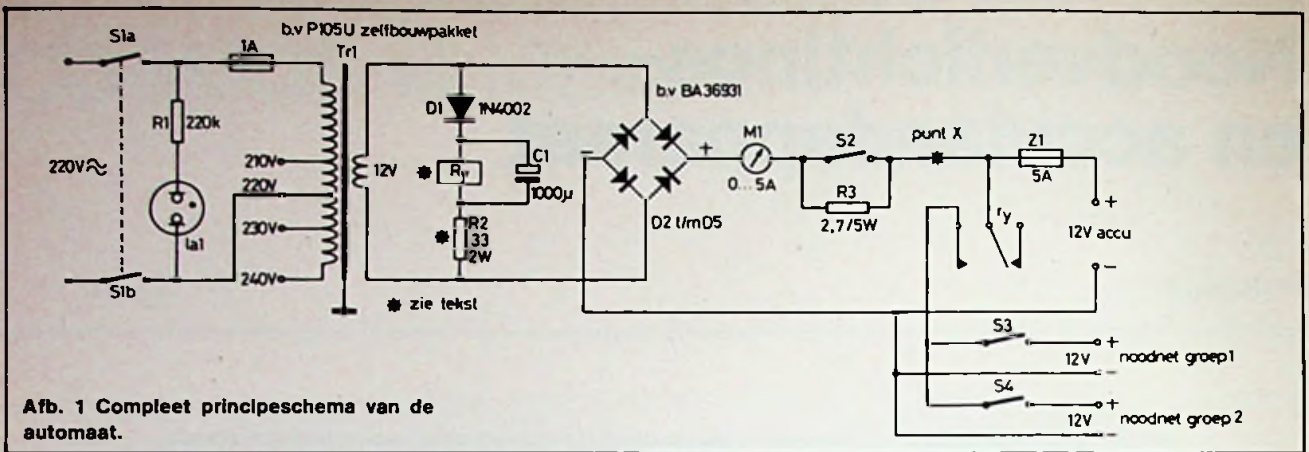 b.v P105U zelfbouwpakket
S1a
1A
Tr1
b.v BA36931
D1
1N4002
R1
220k
M1
S2
punt X
Z1
C1
210V
12V
0...5A
5A
220V≈
Ry
1000µ
R3
220V
ry
R2
D2 t/m D5
2,7/5W
12V accu
230V
33
la1
2W
S1b
240V
* zie tekst
S3
12V
noodnet groep 1
S4
12V
noodnet groep 2
Afb. 1 Compleet principeschema van de
automaat.